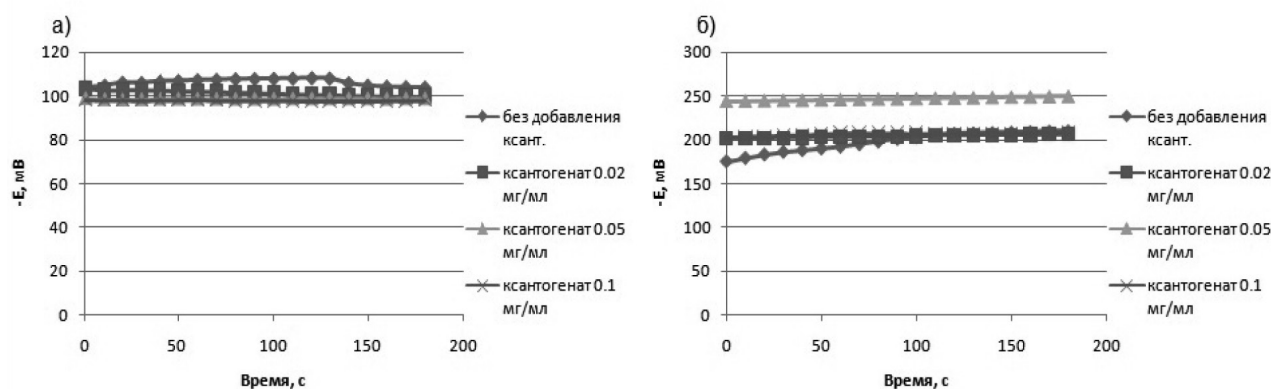 а)
120
100
80
60
40
20
0
-E, мВ
0
50
100
150
200
Время, с
без добавления
ксант.
ксантогенат 0.02
мг/мл
ксантогенат 0.05
мг/мл
ксантогенат 0.1
мг/мл
б)
300
250
200
150
100
50
0
-E, мВ
0
50
100
150
200
Время, с
без добавления
ксант.
ксантогенат 0.02
мг/мл
ксантогенат 0.05
мг/мл
ксантогенат 0.1
мг/мл